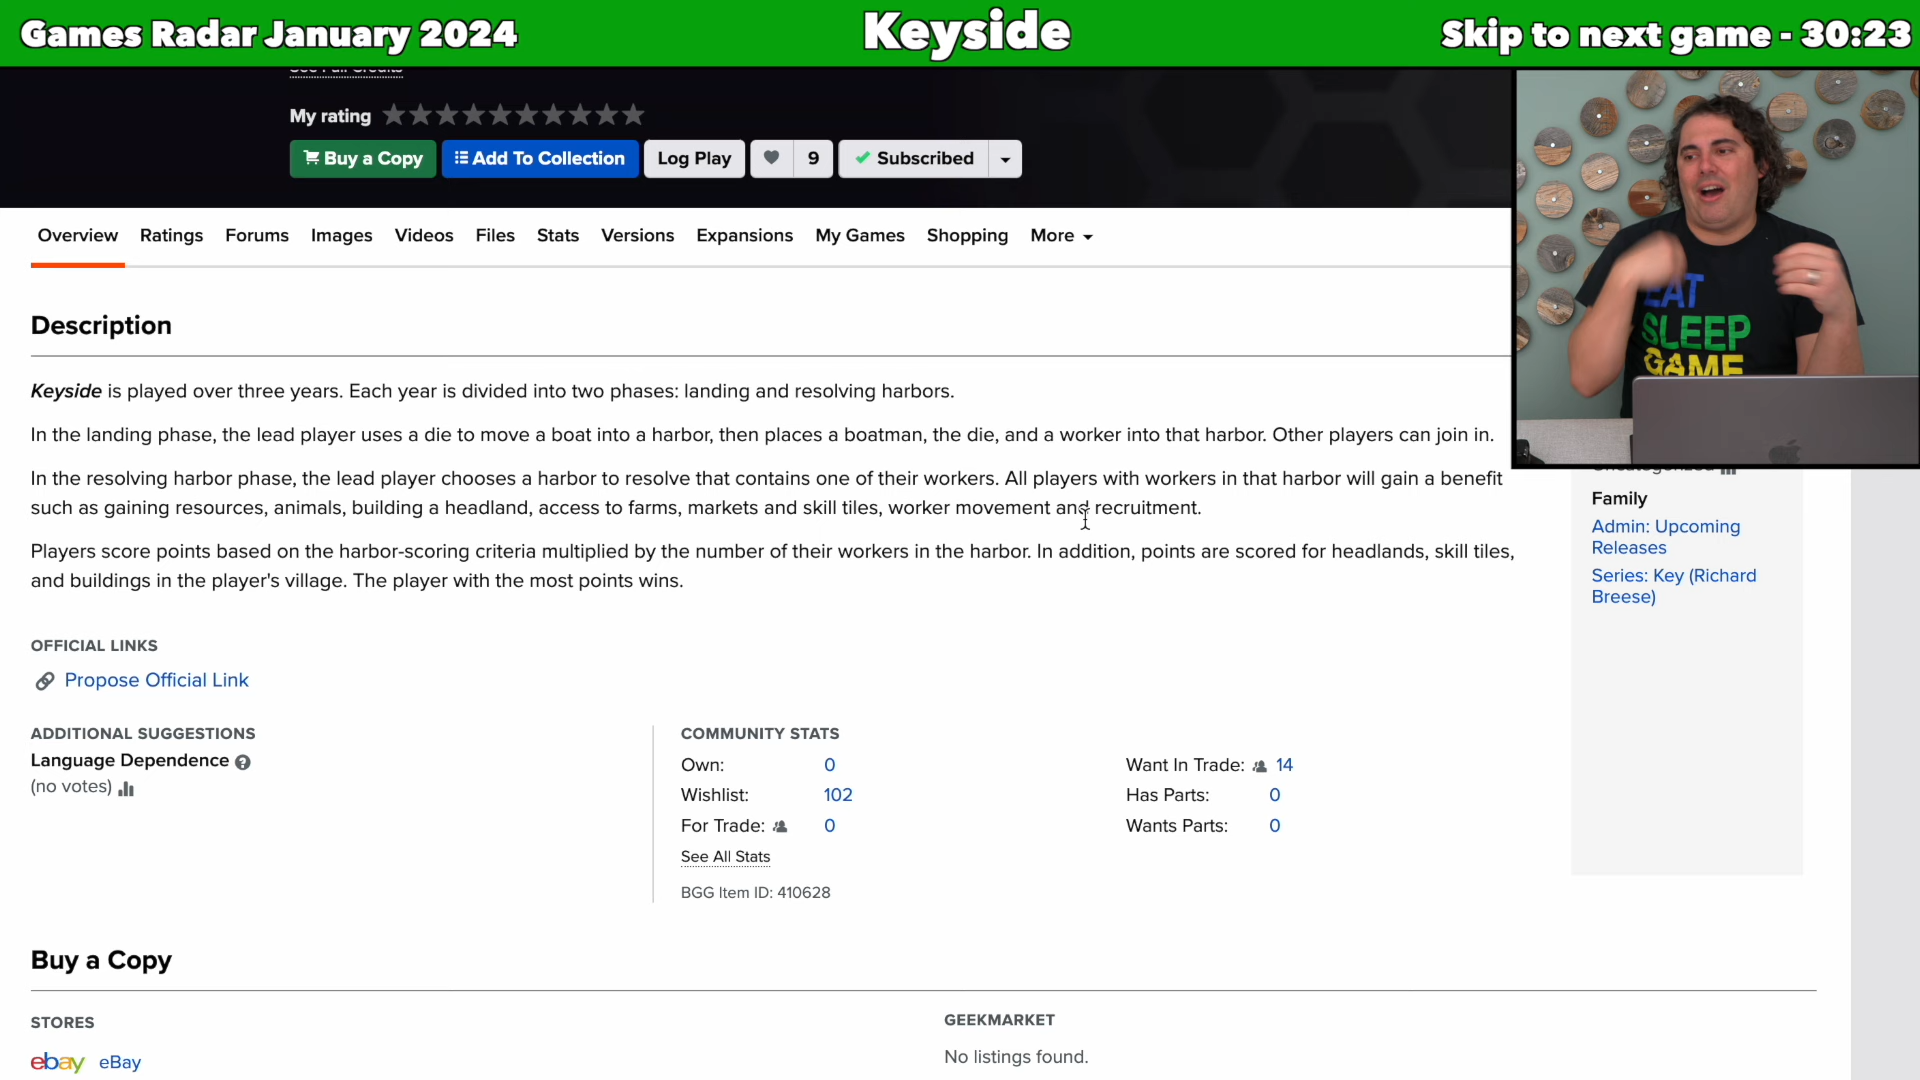 Games Radar January 2024
Keyside
Skip to next game - 30:23
See Full Credits
My rating
Buy a Copy
Add To Collection
Log Play
9
Subscribed
Overview
Ratings
Forums
Images
Videos
Files
Stats
Versions
Expansions
My Games
Shopping
More
EAT
SLEEP
GAME
Description
Keyside is played over three years. Each year is divided into two phases: landing and resolving harbors.
In the landing phase, the lead player uses a die to move a boat into a harbor, then places a boatman, the die, and a worker into that harbor. Other players can join in.
In the resolving harbor phase, the lead player chooses a harbor to resolve that contains one of their workers. All players with workers in that harbor will gain a benefit
such as gaining resources, animals, building a headland, access to farms, markets and skill tiles, worker movement and recruitment.
Players score points based on the harbor-scoring criteria multiplied by the number of their workers in the harbor. In addition, points are scored for headlands, skill tiles,
and buildings in the player's village. The player with the most points wins.
Uncategorized
Family
Admin: Upcoming
Releases
Series: Key (Richard
Breese)
OFFICIAL LINKS
Propose Official Link
ADDITIONAL SUGGESTIONS
Language Dependence
(no votes)
COMMUNITY STATS
Own: 0
Wishlist: 102
For Trade: 0
See All Stats
BGG Item ID: 410628
Want In Trade: 14
Has Parts: 0
Wants Parts: 0
Buy a Copy
STORES
ebay eBay
GEEKMARKET
No listings found.